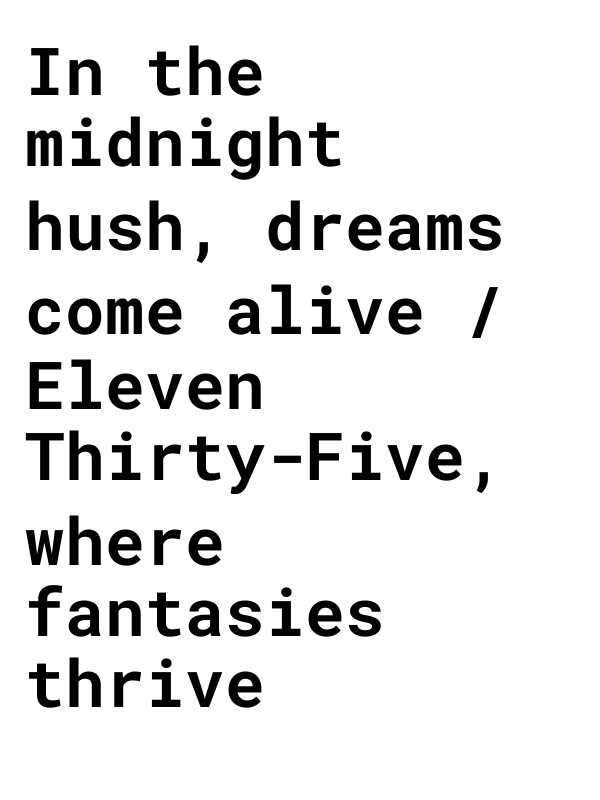 In the
midnight
hush, dreams
come alive /
Eleven
Thirty-Five,
where
fantasies
thrive